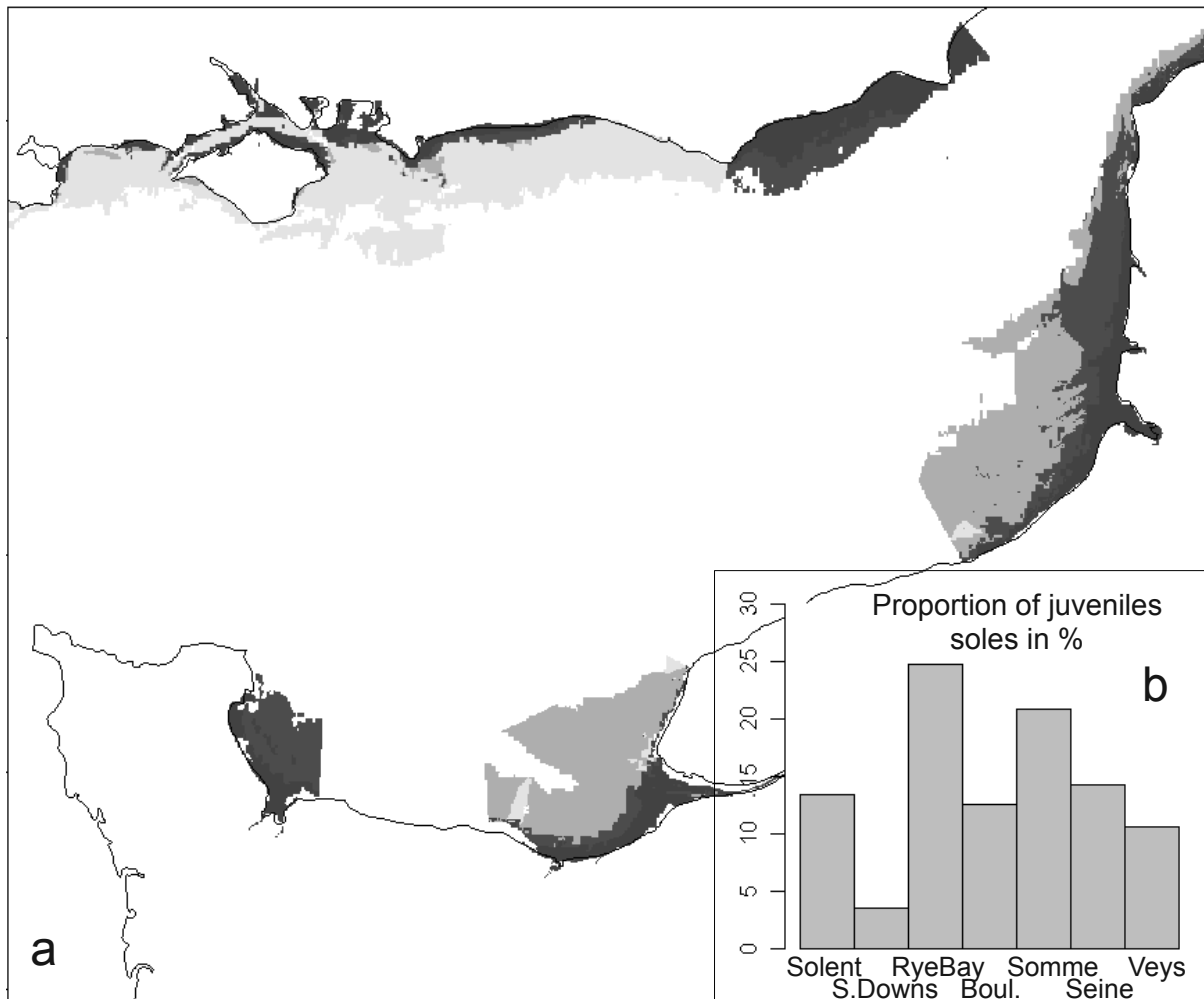 a
Proportion of juveniles
soles in %
b
30
25
20
15
10
5
0
Solent RyeBay Somme Veys
S.Downs Boul. Seine